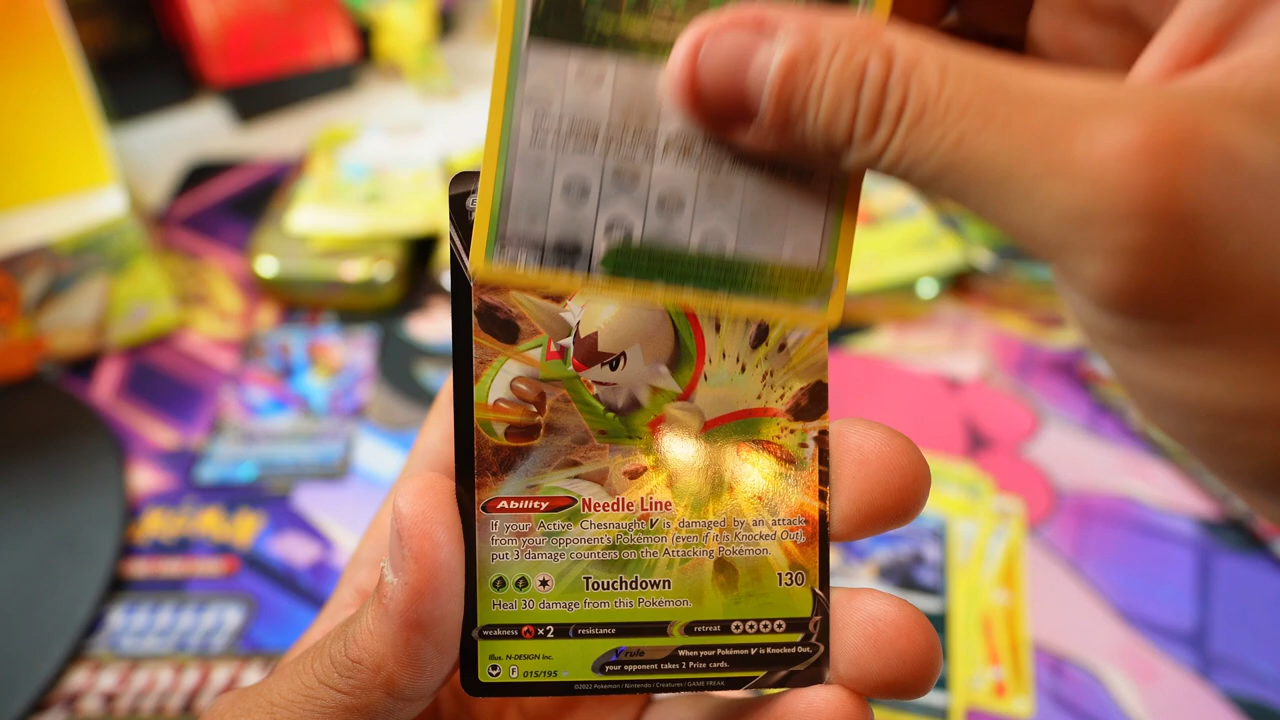 Ability Needle Line
If your Active Chesnaught V is damaged by an attack
from your opponent's Pokémon (even if it is Knocked Out),
put 3 damage counters on the Attacking Pokémon.
Touchdown 130
Heal 30 damage from this Pokémon.
weakness ×2 resistance retreat
V rule When your Pokémon V is Knocked Out,
your opponent takes 2 Prize cards.
Illus. N-DESIGN Inc.
F 015/195
©2022 Pokémon / Nintendo / Creatures / GAME FREAK